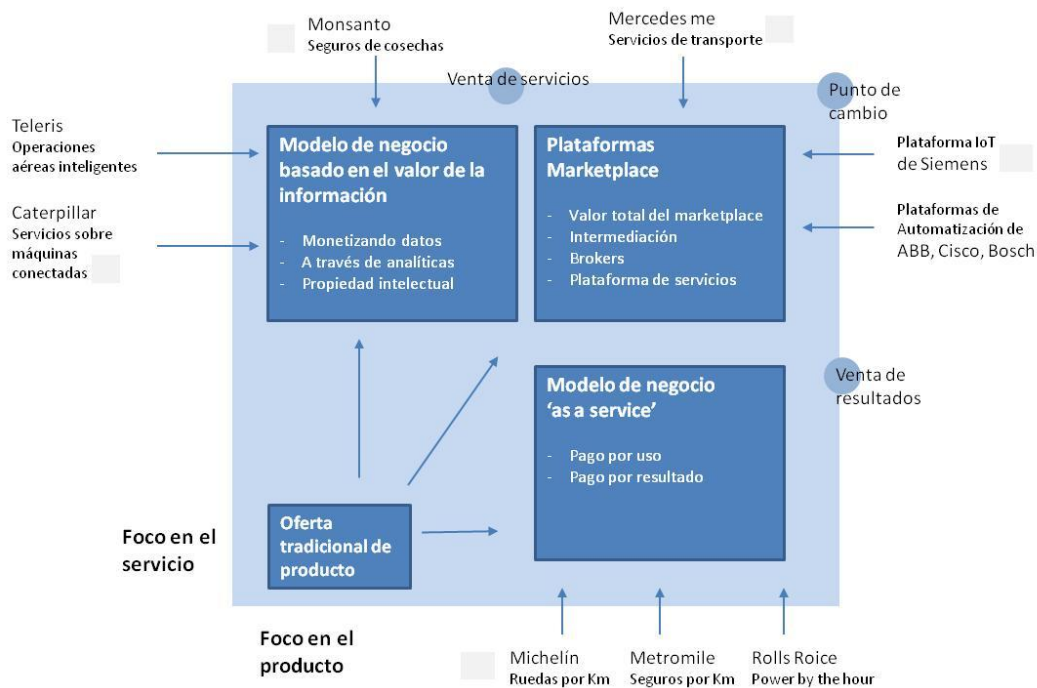 Monsanto
Seguros de cosechas
Mercedes me
Servicios de transporte
Venta de servicios
Punto de
cambio
Teleris
Operaciones
aéreas inteligentes
Caterpillar
Servicios sobre
máquinas
conectadas
Modelo de negocio
basado en el valor de la
información
- Monetizando datos
- A través de analíticas
- Propiedad intelectual
Plataformas
Marketplace
- Valor total del marketplace
- Intermediación
- Brokers
- Plataforma de servicios
Plataforma IoT
de Siemens
Plataformas de
Automatización de
ABB, Cisco, Bosch
Modelo de negocio
‘as a service’
- Pago por uso
- Pago por resultado
Venta de
resultados
Oferta
tradicional de
producto
Foco en el
servicio
Foco en el
producto
Michelín
Ruedas por Km
Metromile
Seguros por Km
Rolls Roice
Power by the hour